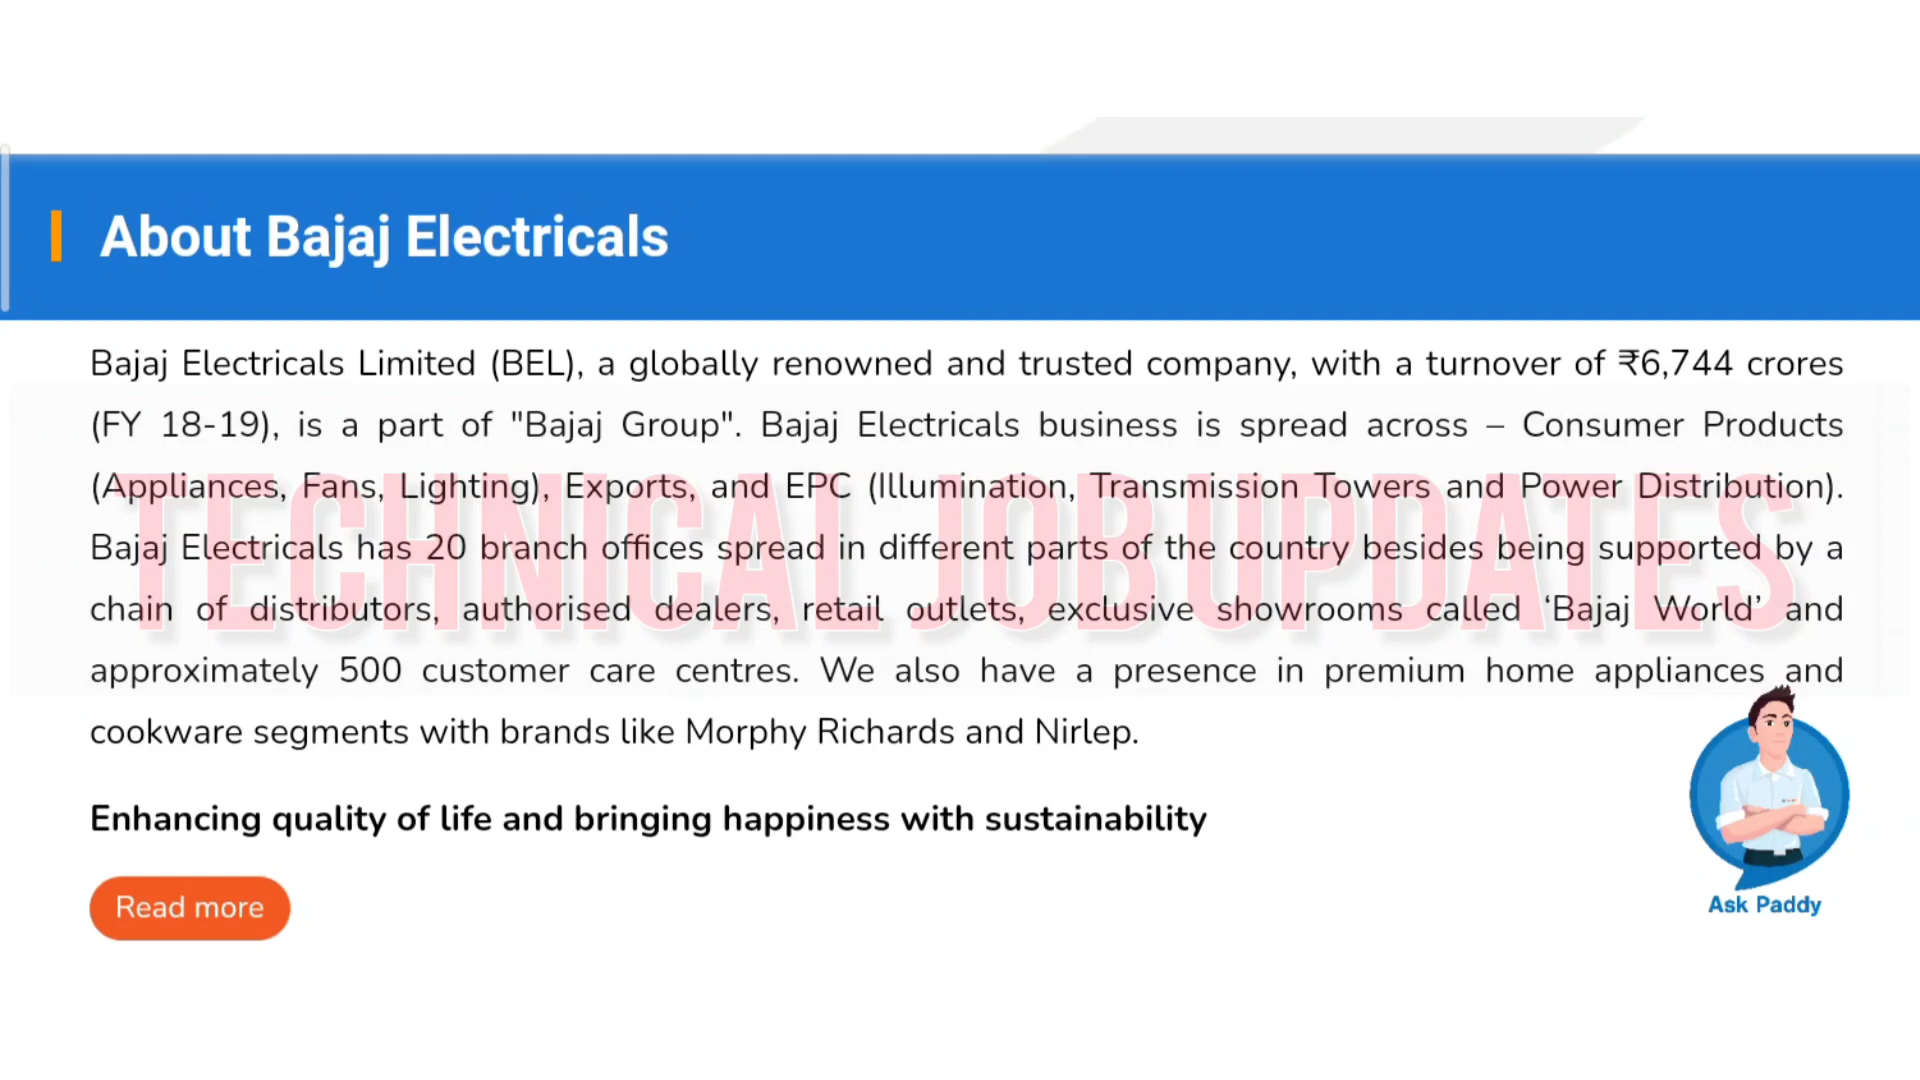 About Bajaj Electricals
Bajaj Electricals Limited (BEL), a globally renowned and trusted company, with a turnover of ₹6,744 crores
(FY 18-19), is a part of "Bajaj Group". Bajaj Electricals business is spread across – Consumer Products
(Appliances, Fans, Lighting), Exports, and EPC (Illumination, Transmission Towers and Power Distribution).
TECHNICAL JOBUPDATES
Bajaj Electricals has 20 branch offices spread in different parts of the country besides being supported by a
chain of distributors, authorised dealers, retail outlets, exclusive showrooms called ‘Bajaj World’ and
approximately 500 customer care centres. We also have a presence in premium home appliances and
cookware segments with brands like Morphy Richards and Nirlep.
Enhancing quality of life and bringing happiness with sustainability
Read more
Ask Paddy